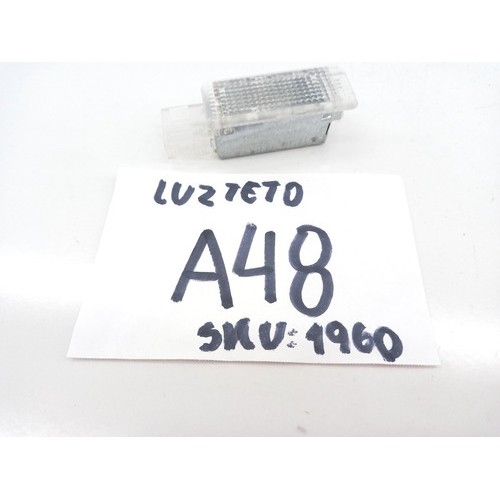 LUZ TETO
A48
SKU: 1960